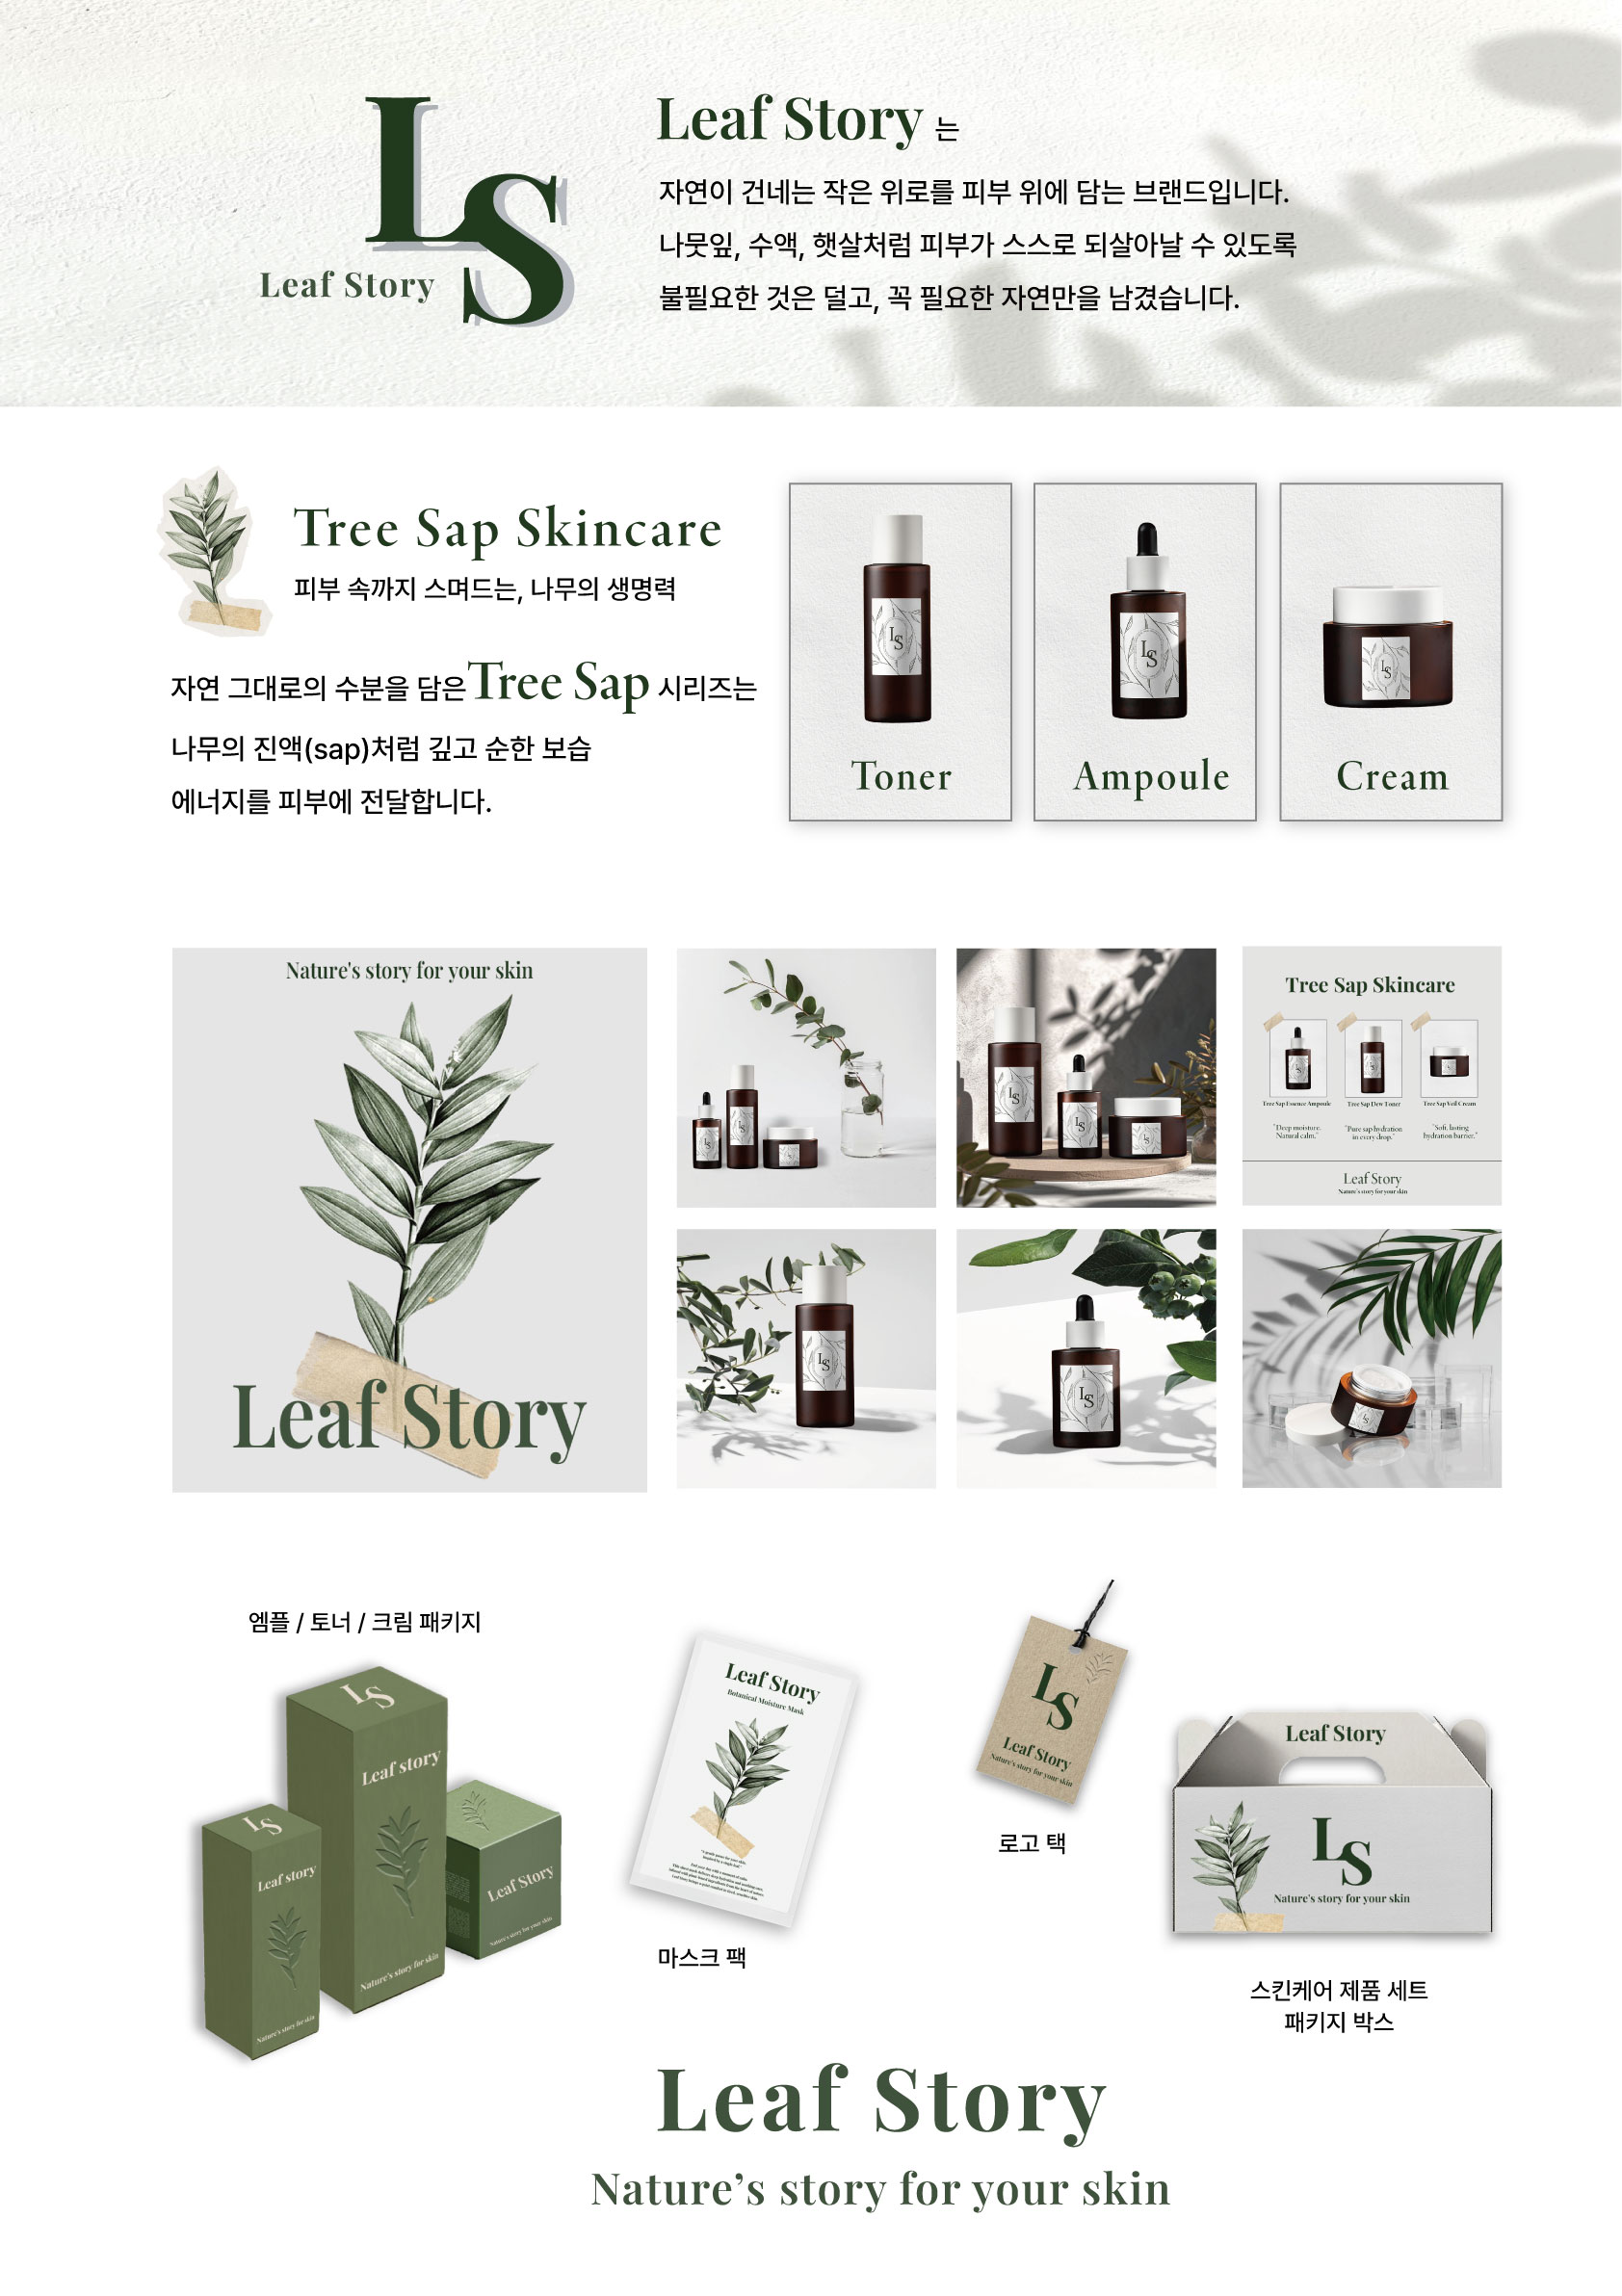 LS
Leaf Story
Leaf Story 는
자연이 건네는 작은 위로를 피부 위에 담는 브랜드입니다.
나뭇잎, 수액, 햇살처럼 피부가 스스로 되살아날 수 있도록
불필요한 것은 덜고, 꼭 필요한 자연만을 남겼습니다.
Tree Sap Skincare
피부 속까지 스며드는, 나무의 생명력
자연 그대로의 수분을 담은 Tree Sap 시리즈는
나무의 진액(sap)처럼 깊고 순한 보습
에너지를 피부에 전달합니다.
LS
Toner
LS
Ampoule
LS
Cream
Nature's story for your skin
Leaf Story
LS
LS
LS
LS
LS
LS
Tree Sap Skincare
Tree Sap Essence Ampoule
Tree Sap Dew Toner
Tree Sap Veil Cream
"Deep moisture.
Natural calm."
"Pure sap hydration
in every drop."
"Soft, lasting
hydration barrier."
Leaf Story
Nature's story for your skin
LS
LS
LS
엠플 / 토너 / 크림 패키지
LS
Leaf story
Nature's story for skin
LS
Leaf story
Nature's story for skin
Leaf Story
Nature's story for your skin
Leaf Story
Botanical Moisture Mask
마스크 팩
LS
Leaf Story
Nature's story for your skin
로고 택
Leaf Story
LS
Nature's story for your skin
스킨케어 제품 세트
패키지 박스
Leaf Story
Nature’s story for your skin